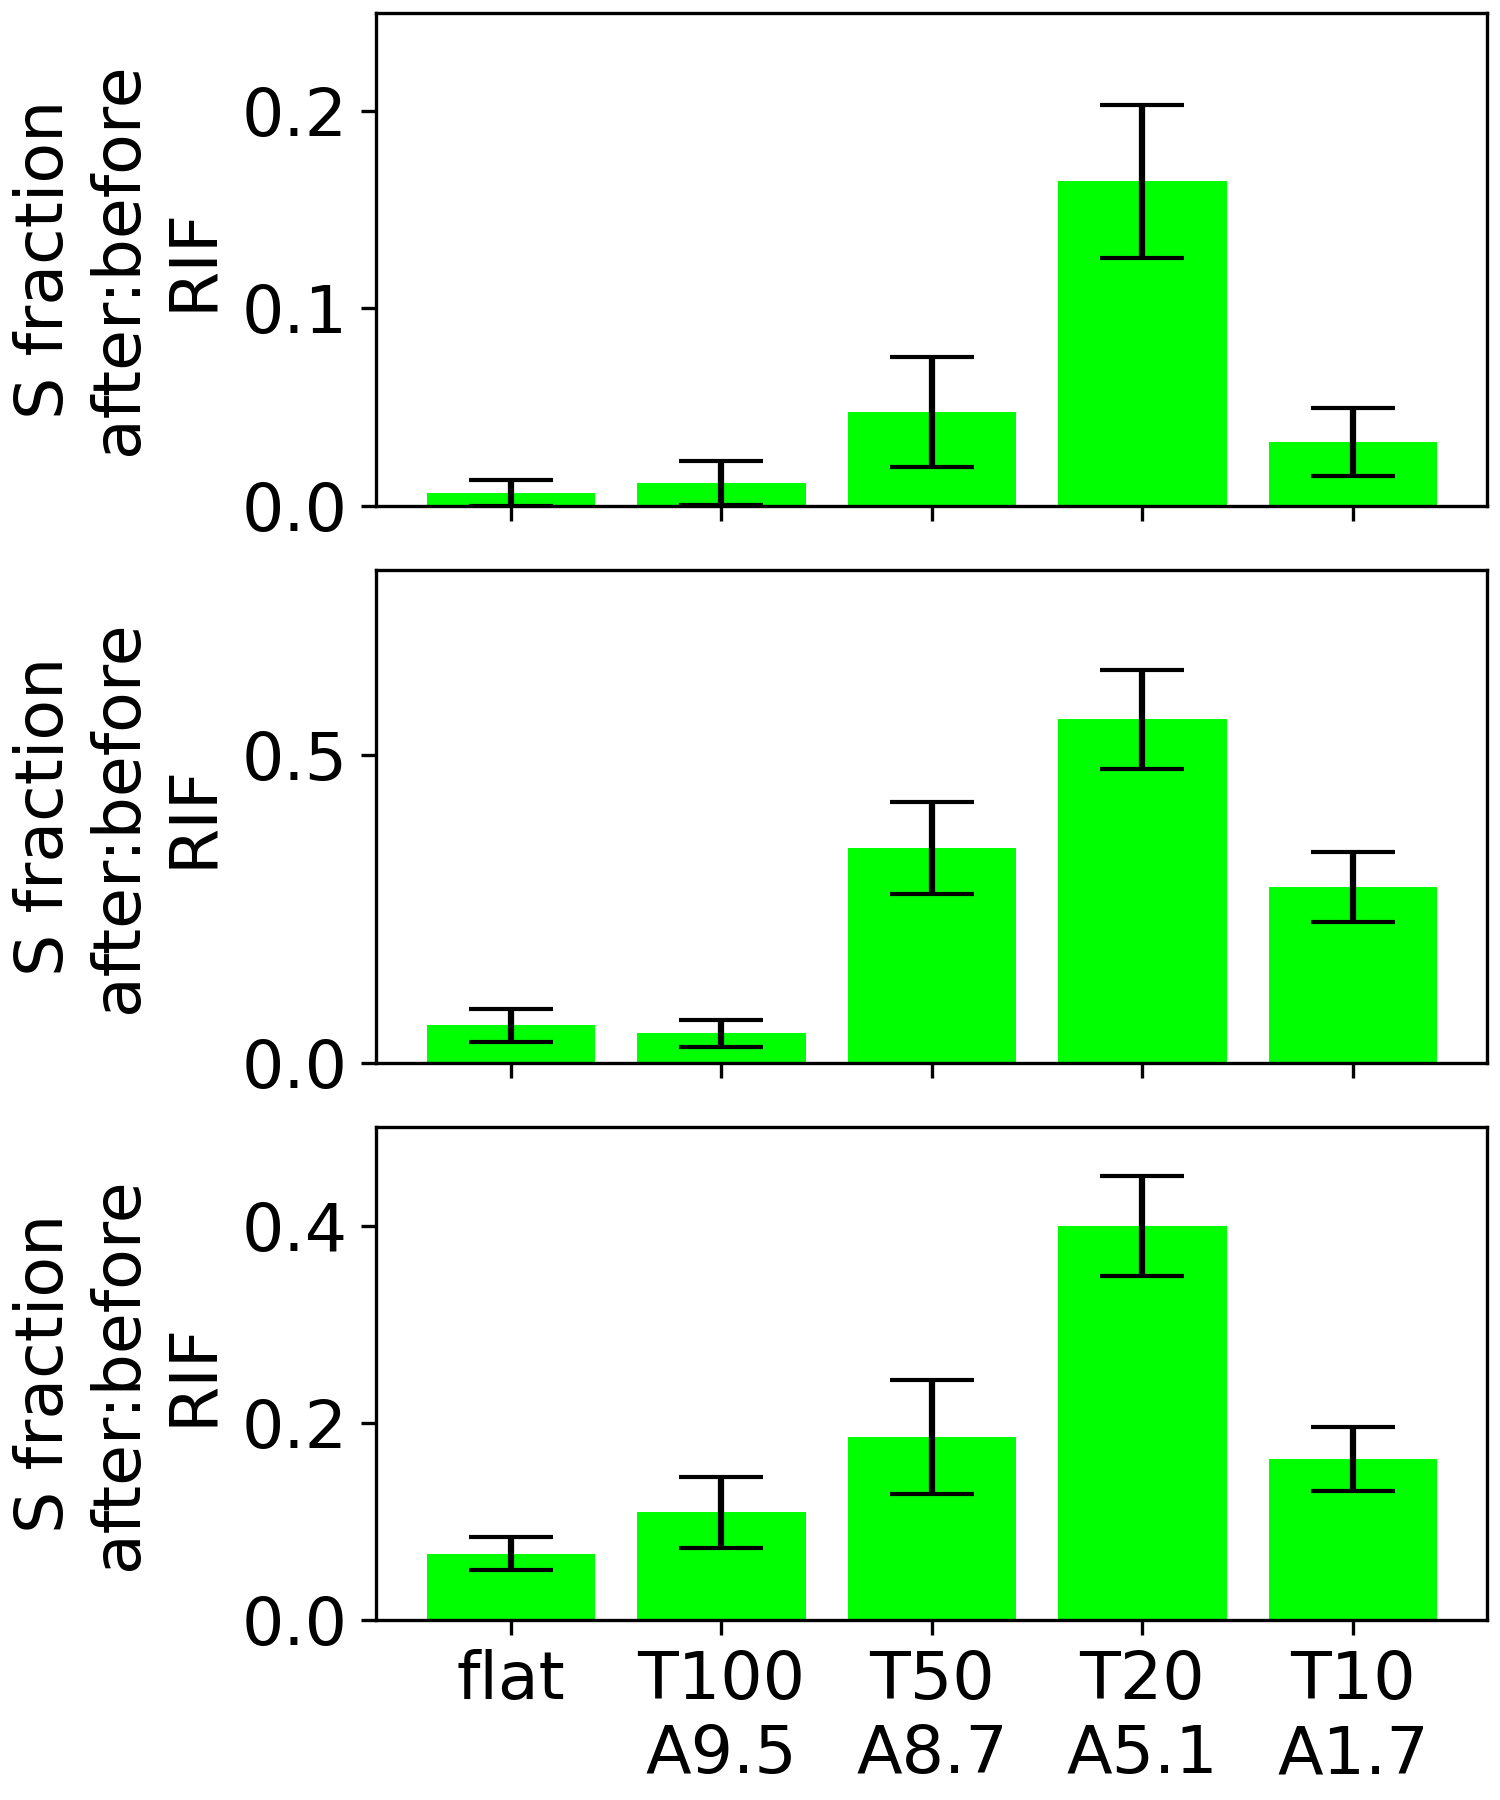 S fraction
after:before
RIF
0.2
0.1
0.0
S fraction
after:before
RIF
0.5
0.0
S fraction
after:before
RIF
0.4
0.2
0.0
flat T100 T50 T20 T10
A9.5 A8.7 A5.1 A1.7